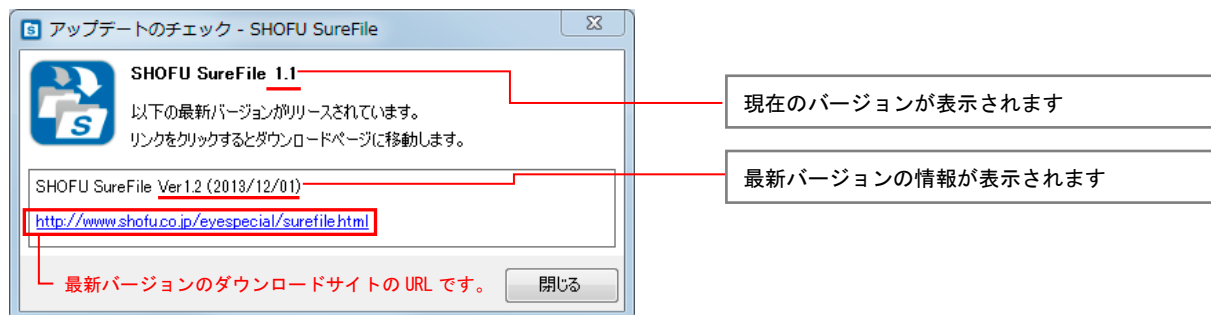 アップデートのチェック - SHOFU SureFile
SHOFU SureFile 1.1
以下の最新バージョンがリリースされています。
リンクをクリックするとダウンロードページに移動します。
SHOFU SureFile Ver1.2 (2013/12/01)
http://www.shofu.co.jp/eyespecial/surefile.html
最新バージョンのダウンロードサイトの URL です。
閉じる
現在のバージョンが表示されます
最新バージョンの情報が表示されます